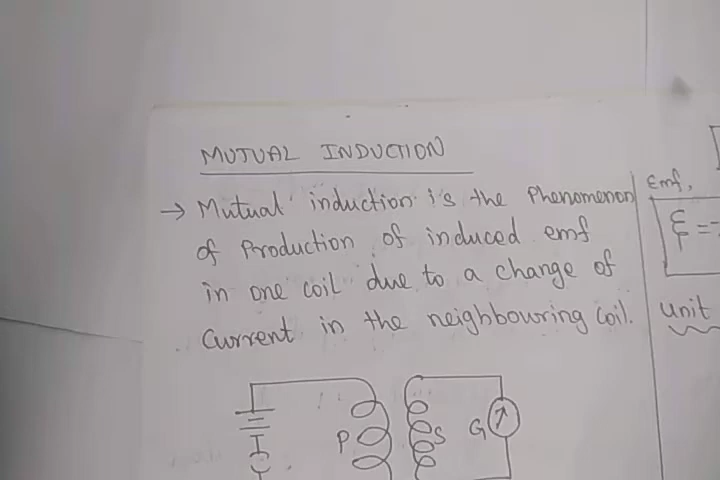 MUTUAL INDUCTION
→ Mutual induction is the Phenomenon
of Production of induced emf
in one coil due to a change of
Current in the neighbouring coil.
P
S
G
Emf,
ξ = -
unit